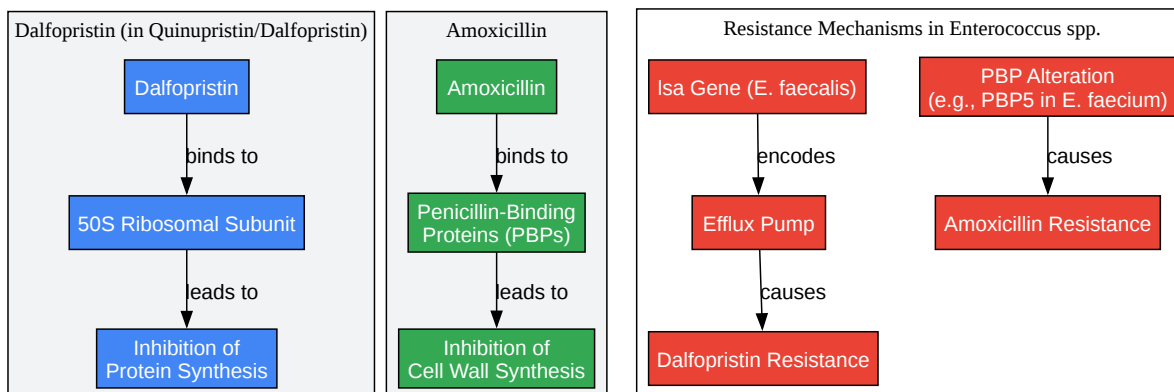 Dalfopristin (in Quinupristin/Dalfopristin)
Dalfopristin
binds to
50S Ribosomal Subunit
leads to
Inhibition of
Protein Synthesis
Amoxicillin
Amoxicillin
binds to
Penicillin-Binding
Proteins (PBPs)
leads to
Inhibition of
Cell Wall Synthesis
Resistance Mechanisms in Enterococcus spp.
lsa Gene (E. faecalis)
encodes
Efflux Pump
causes
Dalfopristin Resistance
PBP Alteration
(e.g., PBP5 in E. faecium)
causes
Amoxicillin Resistance